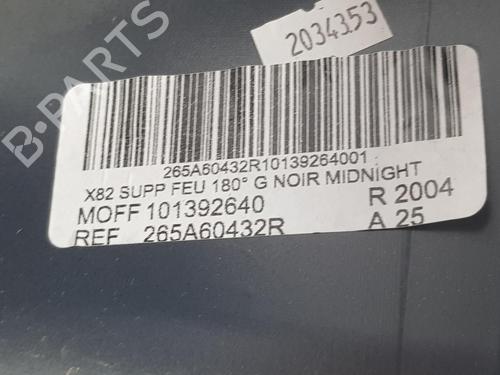 2034353
B-PARTS
265A60432R10139264001
X82 SUPP FEU 180° G NOIR MIDNIGHT
MOFF 101392640 R 2004
REF 265A60432R A 25